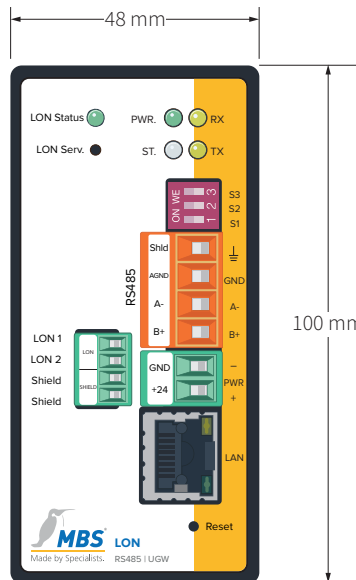 48 mm
LON Status
PWR.
RX
LON Serv.
ST.
TX
ON WE
1 2 3
S3
S2
S1
RS485
Shld
AGND
GND
A-
A-
B+
B+
LON 1
LON 2
Shield
Shield
LON
SHIELD
GND
+24
–
PWR
+
LAN
100 mm
Reset
MBS®
LON
Made by Specialists.
RS485 | UGW